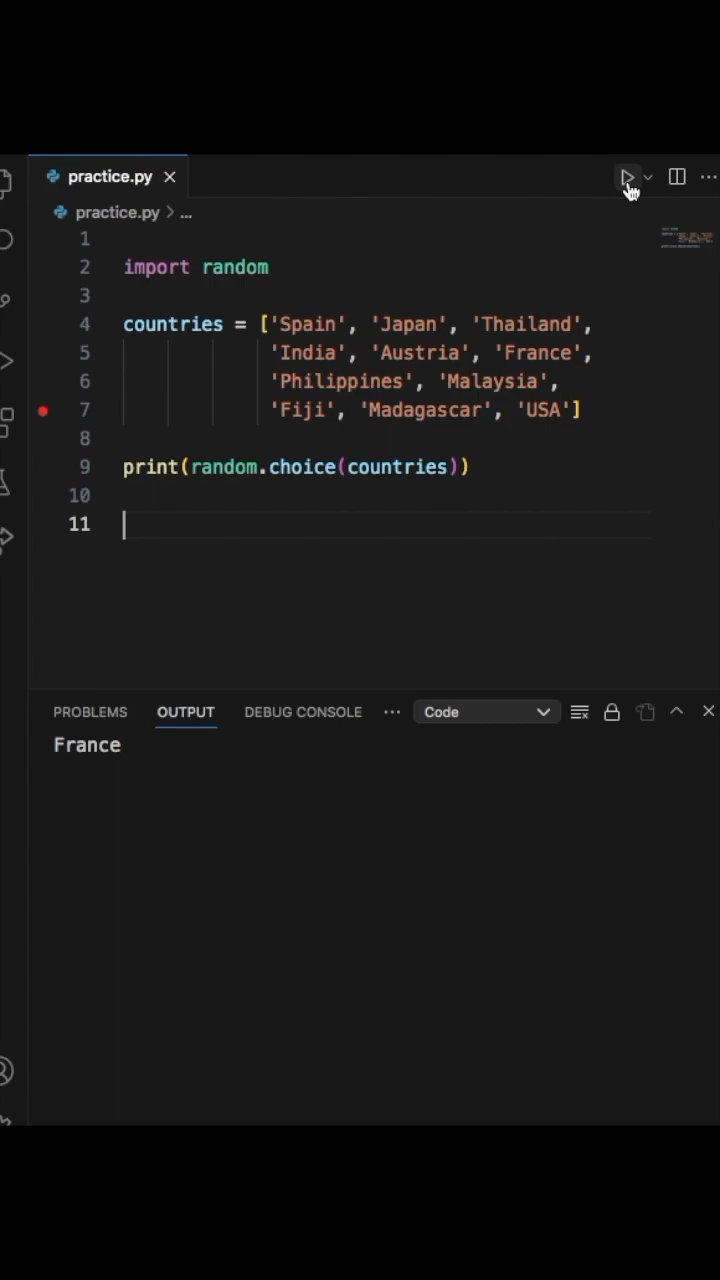 practice.py
practice.py > ...
1
2 import random
3
4 countries = ['Spain', 'Japan', 'Thailand',
5 'India', 'Austria', 'France',
6 'Philippines', 'Malaysia',
7 'Fiji', 'Madagascar', 'USA']
8
9 print(random.choice(countries))
10
11
PROBLEMS OUTPUT DEBUG CONSOLE ... Code
France